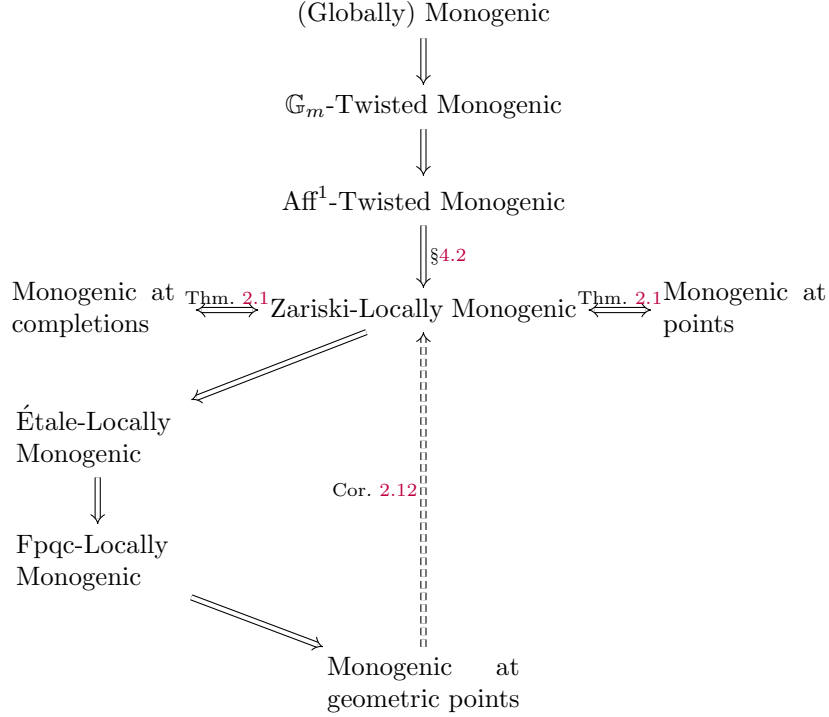 (Globally) Monogenic
𝔾ₘ-Twisted Monogenic
Aff¹-Twisted Monogenic
§4.2
Monogenic at
completions
Thm. 2.1
Zariski-Locally Monogenic
Thm. 2.1
Monogenic at
points
Étale-Locally
Monogenic
Cor. 2.12
Fpqc-Locally
Monogenic
Monogenic at
geometric points